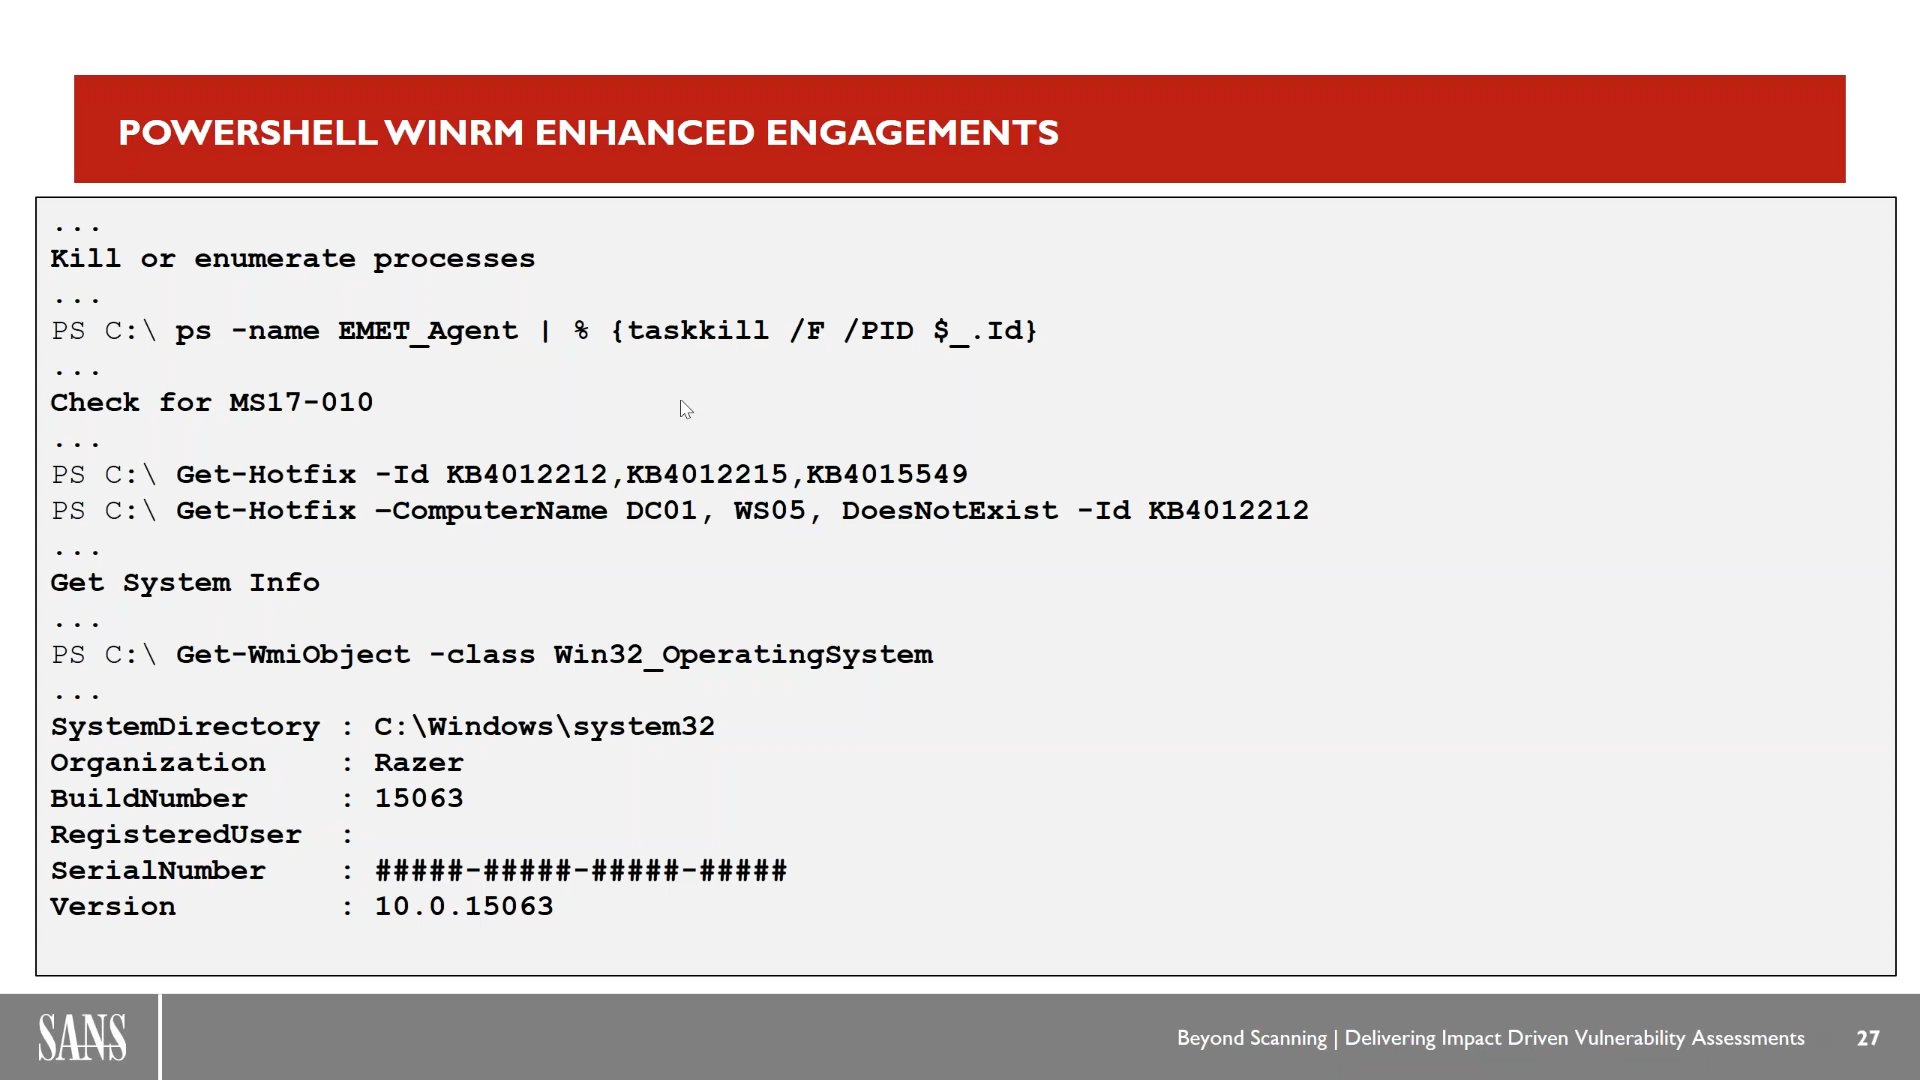 POWERSHELL WINRM ENHANCED ENGAGEMENTS
...
Kill or enumerate processes
...
PS C:\ ps -name EMET_Agent | % {taskkill /F /PID $_.Id}
...
Check for MS17-010
...
PS C:\ Get-Hotfix -Id KB4012212,KB4012215,KB4015549
PS C:\ Get-Hotfix –ComputerName DC01, WS05, DoesNotExist -Id KB4012212
...
Get System Info
...
PS C:\ Get-WmiObject -class Win32_OperatingSystem
...
SystemDirectory : C:\Windows\system32
Organization    : Razer
BuildNumber     : 15063
RegisteredUser  :
SerialNumber    : #####-#####-#####-#####
Version         : 10.0.15063
SANS
Beyond Scanning | Delivering Impact Driven Vulnerability Assessments 27